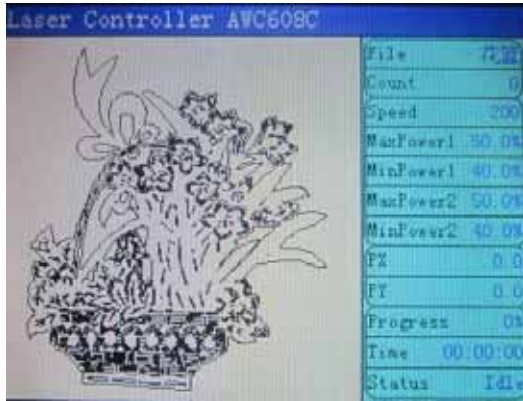 Laser Controller AWC608C
File 花篮
Count 0
Speed 200
MaxPower1 50.0%
MinPower1 40.0%
MaxPower2 50.0%
MinPower2 40.0%
PX 0.0
PY 0.0
Progress 0%
Time 00:00:00
Status Idle